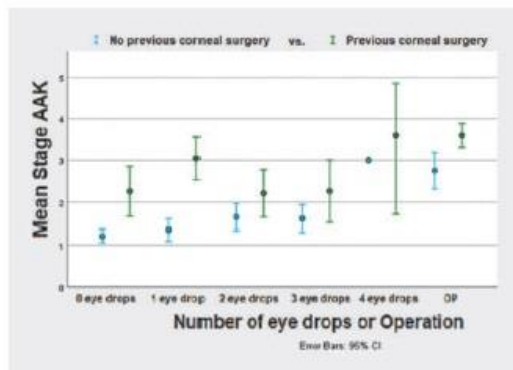 No previous corneal surgery vs. Previous corneal surgery
Mean Stage AAK
5
4
3
2
1
0
0 eye drops 1 eye drop 2 eye drops 3 eye drops 4 eye drops OP
Number of eye drops or Operation
Error Bars: 95% CI